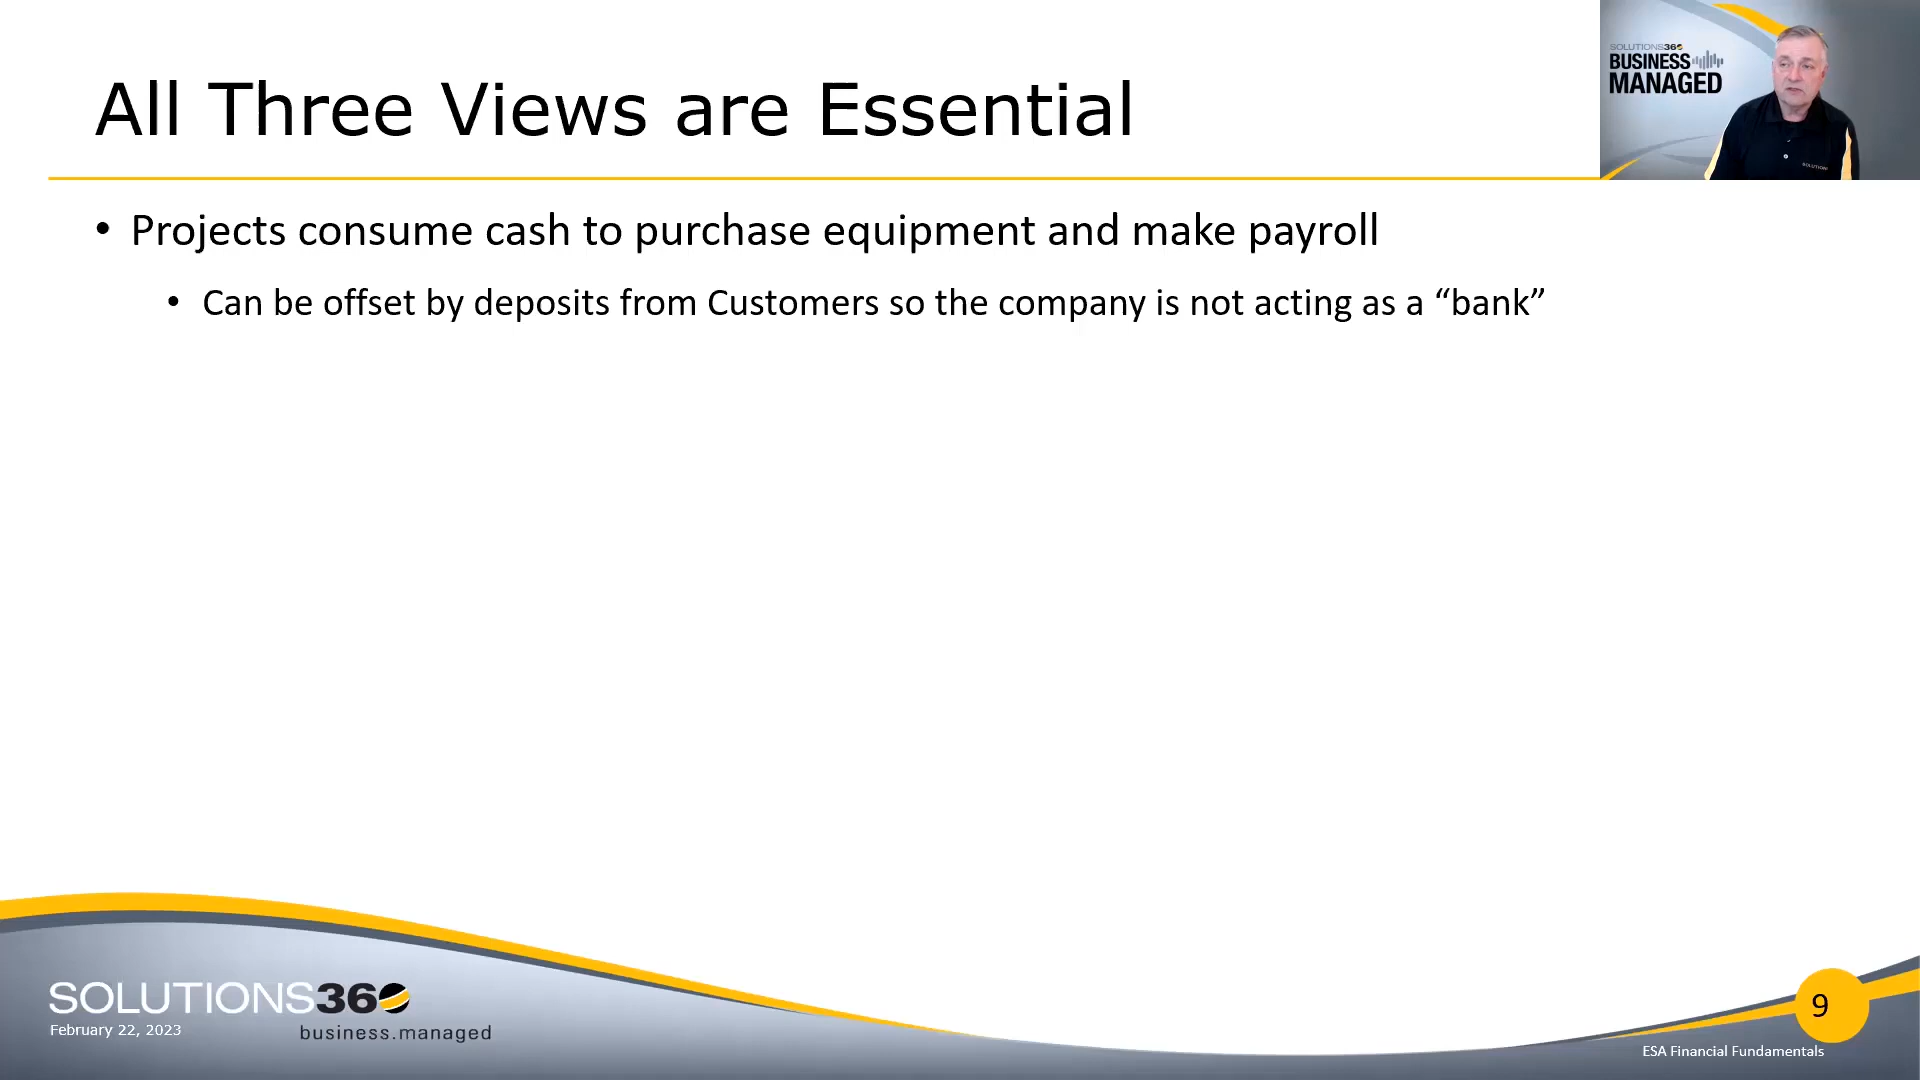 All Three Views are Essential
SOLUTIONS360
BUSINESS
MANAGED
SOLUTION
• Projects consume cash to purchase equipment and make payroll
• Can be offset by deposits from Customers so the company is not acting as a “bank”
SOLUTIONS360
February 22, 2023
business.managed
9
ESA Financial Fundamentals